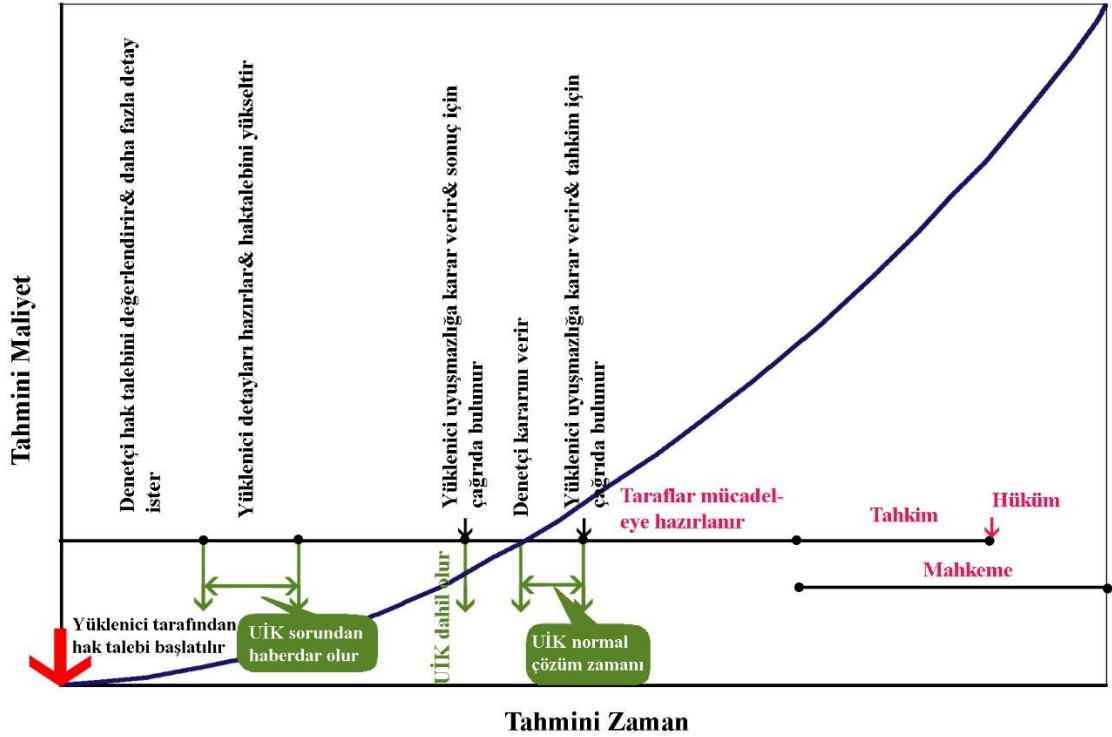 Tahmini Maliyet
Denetçi hak talebini değerlendirir& daha fazla detay
ister
Yüklenici detayları hazırlar& haktalebini yükseltir
Yüklenici uyuşmazlığa karar verir& sonuç için
çağrıda bulunur
Denetçi kararını verir
Yüklenici uyuşmazlığa karar verir& tahkim için
çağrıda bulunur
Taraflar mücadel-
eye hazırlanır
Tahkim
Hüküm
Mahkeme
Yüklenici tarafından
hak talebi başlatılır
UİK sorundan
haberdar olur
UİK dahil olur
UİK normal
çözüm zamanı
Tahmini Zaman